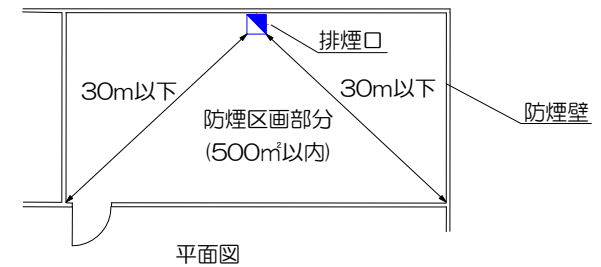 排煙口
30m以下
30m以下
防煙壁
防煙区画部分
(500㎡以内)
平面図